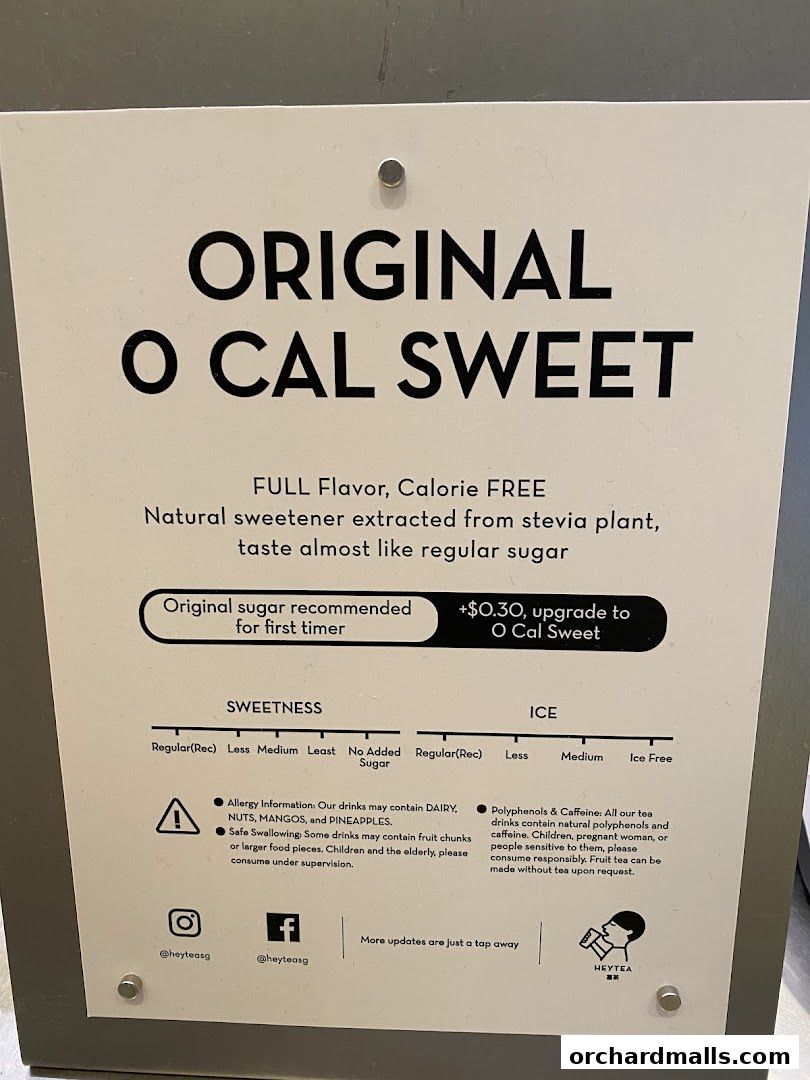 ORIGINAL
0 CAL SWEET
FULL Flavor, Calorie FREE
Natural sweetener extracted from stevia plant,
taste almost like regular sugar
Original sugar recommended
for first timer
+$0.30, upgrade to
0 Cal Sweet
SWEETNESS
Regular(Rec) Less Medium Least No Added
Sugar
ICE
Regular(Rec) Less Medium Ice Free
Allergy Information: Our drinks may contain DAIRY,
NUTS, MANGOS, and PINEAPPLES.
Safe Swallowing: Some drinks may contain fruit chunks
or larger food pieces. Children and the elderly, please
consume under supervision.
Polyphenols & Caffeine: All our tea
drinks contain natural polyphenols and
caffeine. Children, pregnant woman, or
people sensitive to them, please
consume responsibly. Fruit tea can be
made without tea upon request.
@heyteasg
@heyteasg
More updates are just a tap away
HEYTEA
喜茶
orchardmalls.com